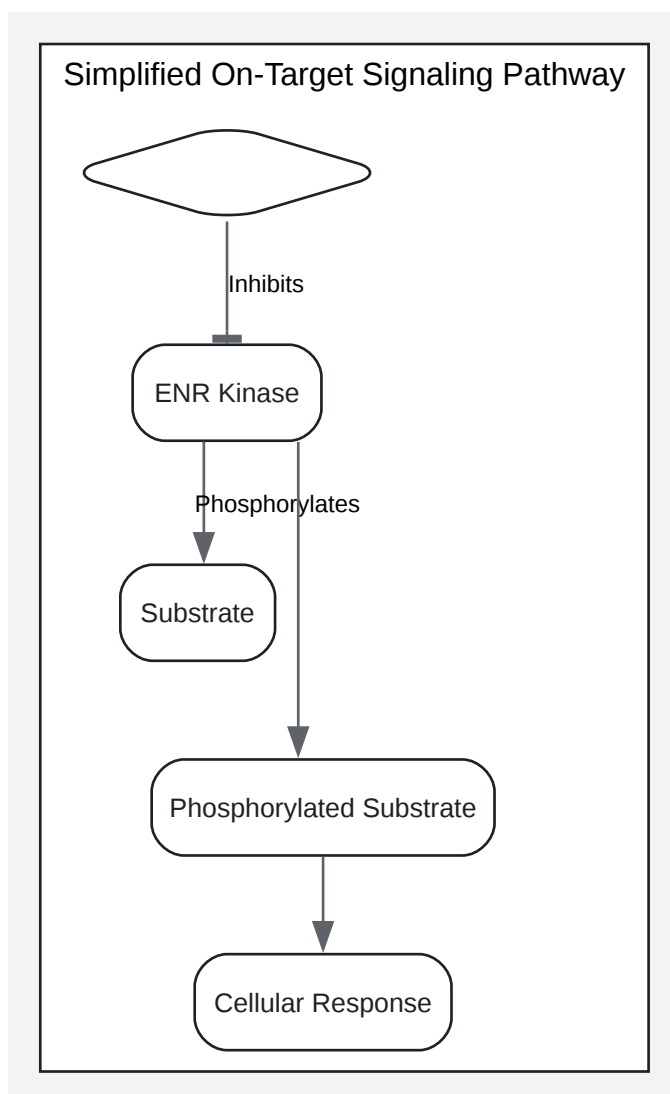 Simplified On-Target Signaling Pathway
Inhibits
ENR Kinase
Phosphorylates
Substrate
Phosphorylated Substrate
Cellular Response